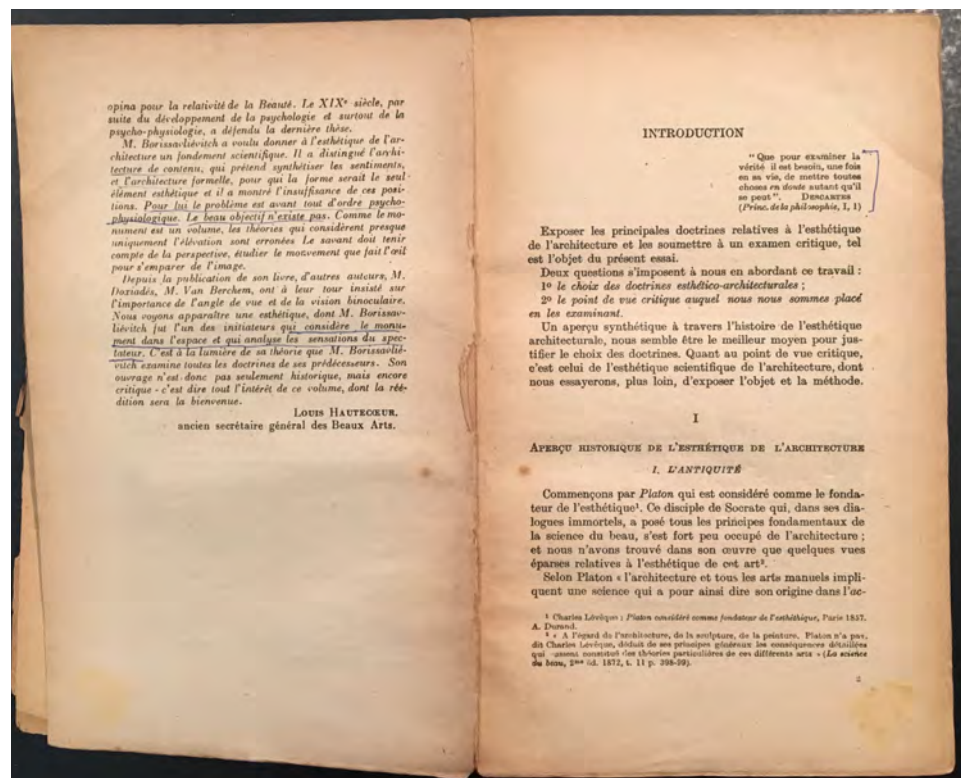 opina pour la relativité de la Beauté. Le XIXe siècle, par
suite du développement de la psychologie et surtout de la
psycho-physiologie, a défendu la dernière thèse.
M. Borissavliévitch a voulu donner à l'esthétique de l'ar-
chitecture un fondement scientifique. Il a distingué l'archi-
tecture de contenus, qui prétend synthétiser les sentiments,
et l'architecture formelle, pour qui la forme serait le seul
élément esthétique et il a montré l'insuffisance de ces posi-
tions. Pour lui le problème est avant tout d'ordre psycho-
physiologique. Le beau objectif n'existe pas. Comme le mo-
nument est un volume, les théories qui considèrent presque
uniquement l'élévation sont erronées Le savant doit tenir
compte de la perspective, étudier le mouvement que fait l'œil
pour s'emparer de l'image.
Depuis la publication de son livre, d'autres auteurs, M.
Doxiadès, M. Van Berchem, ont à leur tour insisté sur
l'importance de l'angle de vue et de la vision binoculaire.
Nous voyons apparaître une esthétique, dont M. Borissav-
liévitch fut l'un des initiateurs qui considère le monu-
ment dans l'espace et qui analyse les sensations du spec-
tateur. C'est à la lumière de sa théorie que M. Borissavlié-
vitch examine toutes les doctrines de ses prédécesseurs. Son
ouvrage n'est donc pas seulement historique, mais encore
critique - c'est dire tout l'intérêt de ce volume, dont la réé-
dition sera la bienvenue.
Louis Hautecœur,
ancien secrétaire général des Beaux Arts.
INTRODUCTION
" Que pour examiner la
vérité il est besoin, une fois
en sa vie, de mettre toutes
choses en doute autant qu'il
se peut ". Descartes
(Princ. de la philosophie, I, 1)
Exposer les principales doctrines relatives à l'esthétique
de l'architecture et les soumettre à un examen critique, tel
est l'objet du présent essai.
Deux questions s'imposent à nous en abordant ce travail :
1º le choix des doctrines esthético-architecturales ;
2º le point de vue critique auquel nous nous sommes placé
en les examinant.
Un aperçu synthétique à travers l'histoire de l'esthétique
architecturale, nous semble être le meilleur moyen pour jus-
tifier le choix des doctrines. Quant au point de vue critique,
c'est celui de l'esthétique scientifique de l'architecture, dont
nous essayerons, plus loin, d'exposer l'objet et la méthode.
I
Aperçu historique de l'esthétique de l'architecture
1. L'ANTIQUITÉ
Commençons par Platon qui est considéré comme le fonda-
teur de l'esthétique¹. Ce disciple de Socrate qui, dans ses dia-
logues immortels, a posé tous les principes fondamentaux de
la science du beau, s'est fort peu occupé de l'architecture ;
et nous n'avons trouvé dans son œuvre que quelques vues
éparses relatives à l'esthétique de cet art².
Selon Platon « l'architecture et tous les arts manuels impli-
quent une science qui a pour ainsi dire son origine dans l'ac-
¹ Charles Lévêque : Platon considéré comme fondateur de l'esthéthique, Paris 1857.
A. Durand.
² « A l'égard de l'architecture, de la sculpture, de la peinture, Platon n'a pas,
dit Charles Leveque, déduit de ses principes généraux les conséquences détaillées
qui eussent constitué des théories particulières de ces différents arts » (La science
du beau, 2me éd. 1872, t. 11 p. 398-99).
2